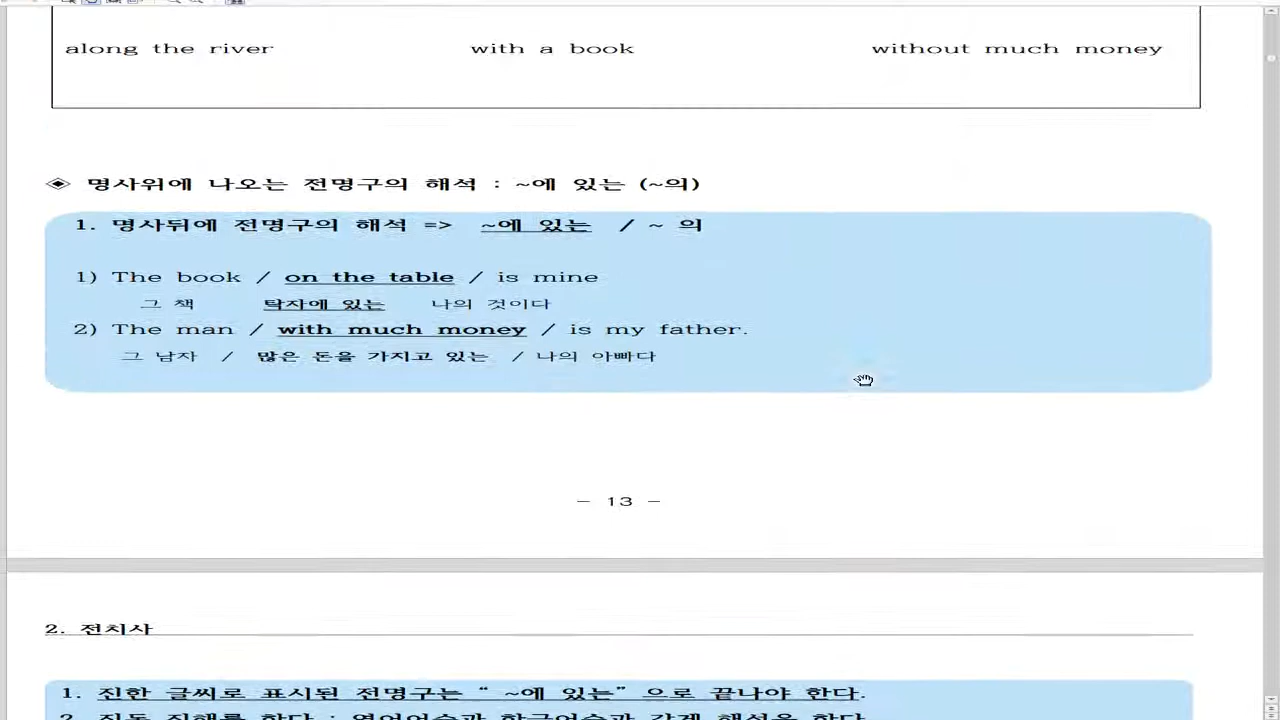 along the river with a book without much money
◈ 명사위에 나오는 전명구의 해석 : ~에 있는 (~의)
1. 명사뒤에 전명구의 해석 => ~에 있는 / ~ 의
1) The book / on the table / is mine
그 책 탁자에 있는 나의 것이다
2) The man / with much money / is my father.
그 남자 / 많은 돈을 가지고 있는 / 나의 아빠다
- 13 -
2. 전치사
1. 진한 글씨로 표시된 전명구는 “ ~에 있는” 으로 끝나야 한다.